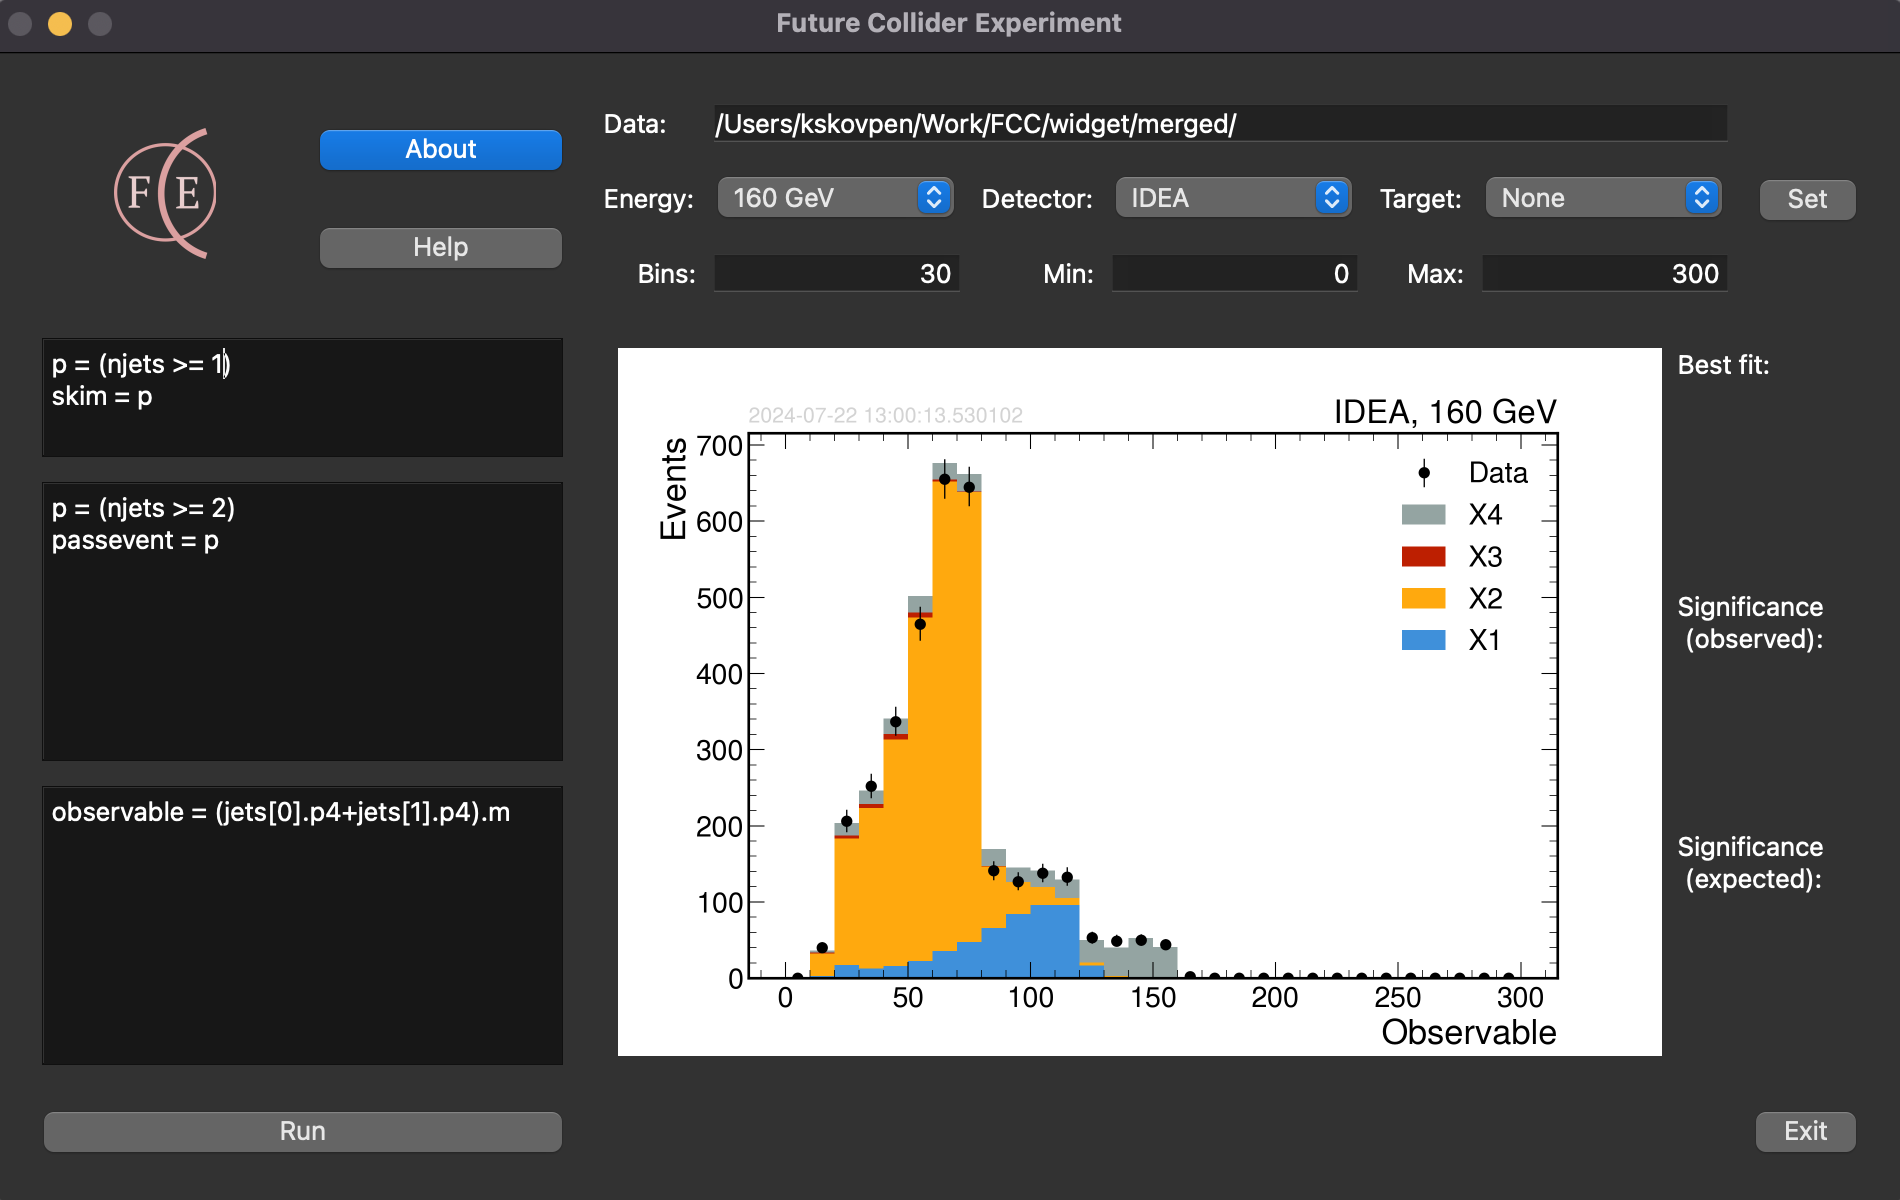 Future Collider Experiment
F E
About
Help
Data: /Users/kskovpen/Work/FCC/widget/merged/
Energy: 160 GeV Detector: IDEA Target: None Set
Bins: 30 Min: 0 Max: 300
p = (njets >= 1)
skim = p
p = (njets >= 2)
passevent = p
observable = (jets[0].p4+jets[1].p4).m
Run
2024-07-22 13:00:13.530102
IDEA, 160 GeV
Events
700
600
500
400
300
200
100
0
Data
X4
X3
X2
X1
0 50 100 150 200 250 300
Observable
Best fit:
Significance
(observed):
Significance
(expected):
Exit